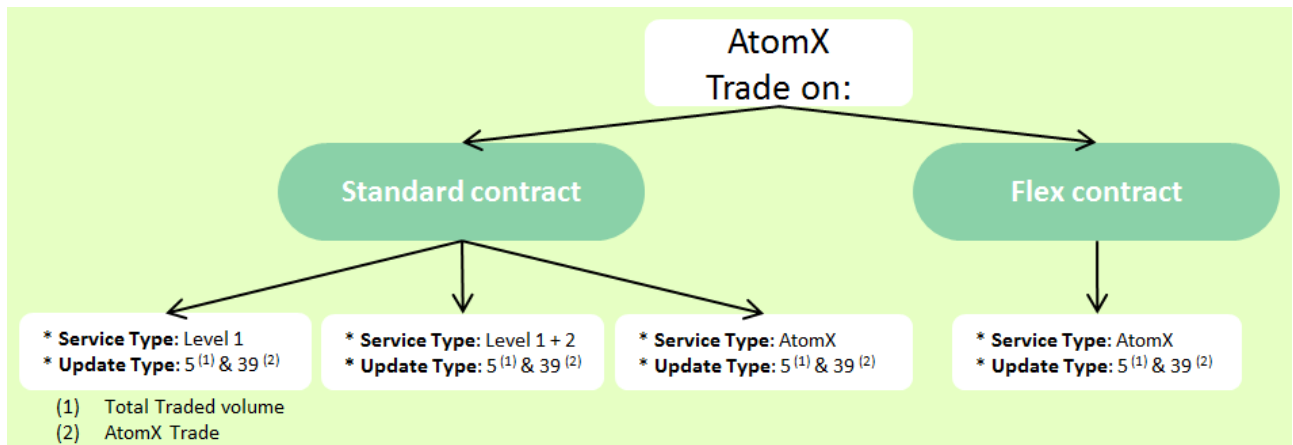 AtomX
Trade on:
Standard contract
Flex contract
* Service Type: Level 1
* Update Type: 5 (1) & 39 (2)
* Service Type: Level 1 + 2
* Update Type: 5 (1) & 39 (2)
* Service Type: AtomX
* Update Type: 5 (1) & 39 (2)
* Service Type: AtomX
* Update Type: 5 (1) & 39 (2)
(1) Total Traded volume
(2) AtomX Trade